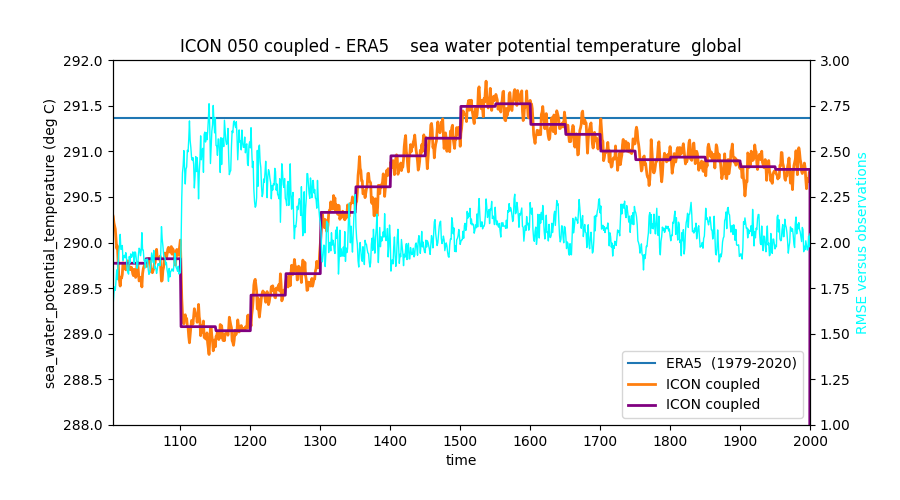 ICON 050 coupled - ERA5    sea water potential temperature  global
292.0
291.5
291.0
290.5
290.0
289.5
289.0
288.5
288.0
sea_water_potential_temperature (deg C)
3.00
2.75
2.50
2.25
2.00
1.75
1.50
1.25
1.00
RMSE versus observations
ERA5  (1979-2020)
ICON coupled
ICON coupled
1100 1200 1300 1400 1500 1600 1700 1800 1900 2000
time